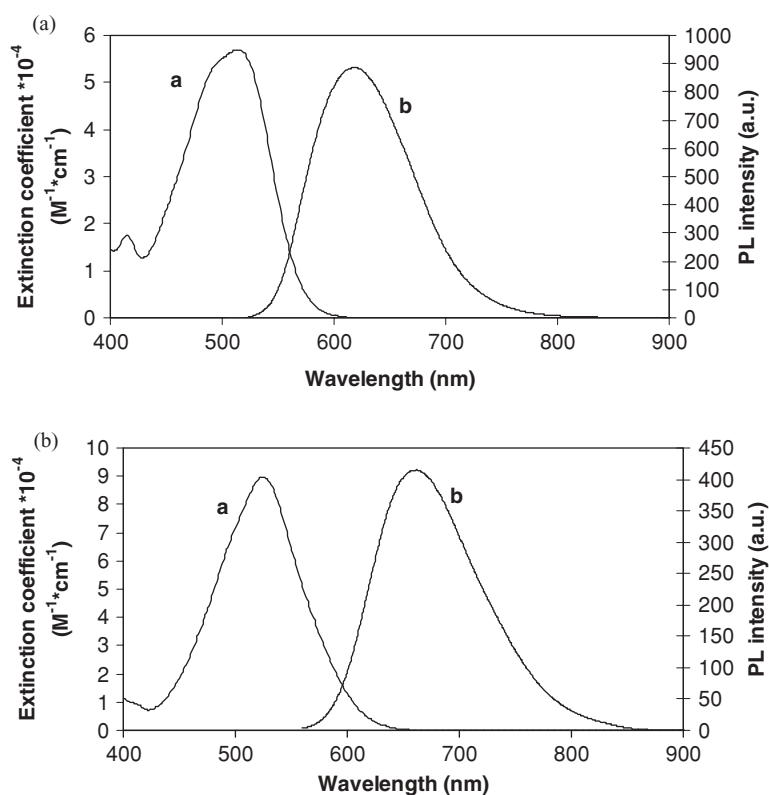 (a)
6
5
4
3
2
1
0
Extinction coefficient *10-4
(M-1*cm-1)
a
b
1000
900
800
700
600
500
400
300
200
100
0
PL intensity (a.u.)
400 500 600 700 800 900
Wavelength (nm)
(b)
10
9
8
7
6
5
4
3
2
1
0
Extinction coefficient *10-4
(M-1*cm-1)
a
b
450
400
350
300
250
200
150
100
50
0
PL intensity (a.u.)
400 500 600 700 800 900
Wavelength (nm)